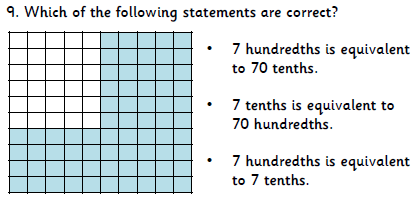 9. Which of the following statements are correct?
• 7 hundredths is equivalent
to 70 tenths.
• 7 tenths is equivalent to
70 hundredths.
• 7 hundredths is equivalent
to 7 tenths.